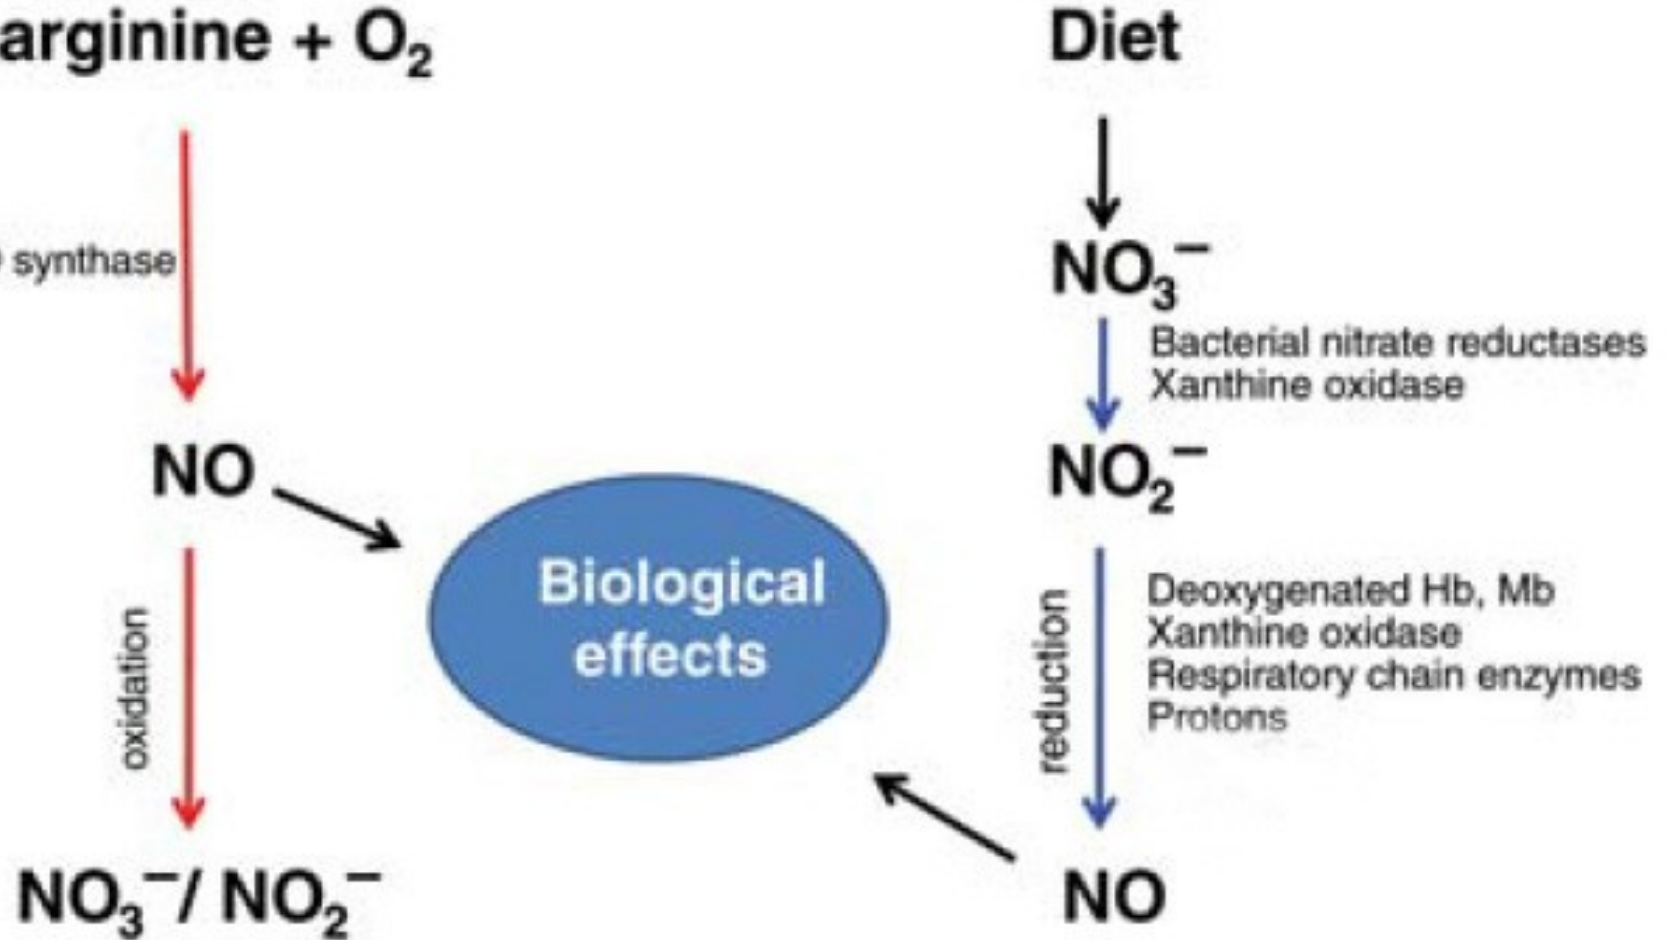 arginine + O₂
synthase
NO
oxidation
NO₃⁻/ NO₂⁻
Biological
effects
Diet
NO₃⁻
Bacterial nitrate reductases
Xanthine oxidase
NO₂⁻
reduction
Deoxygenated Hb, Mb
Xanthine oxidase
Respiratory chain enzymes
Protons
NO